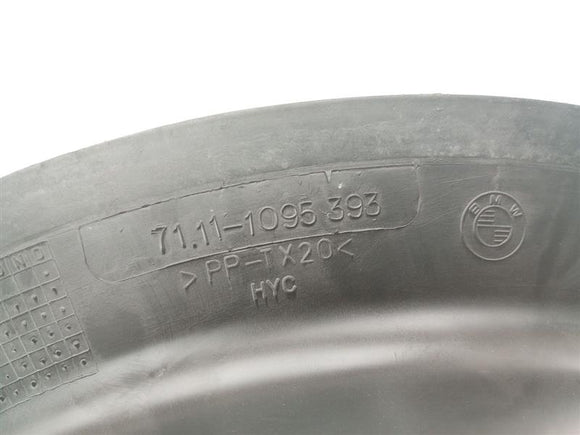 71.11-1095 393
>PP-TX20<
HYC
BMW